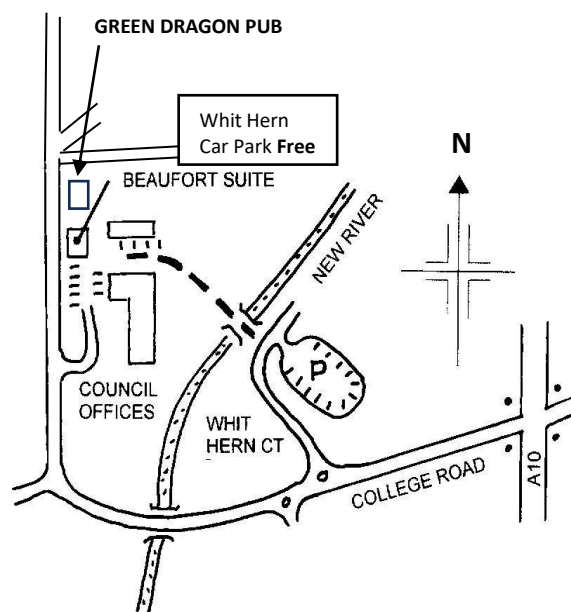 GREEN DRAGON PUB
Whit Hern
Car Park Free
N
BEAUFORT SUITE
NEW RIVER
P
COUNCIL
OFFICES
WHIT
HERN CT
COLLEGE ROAD
A10